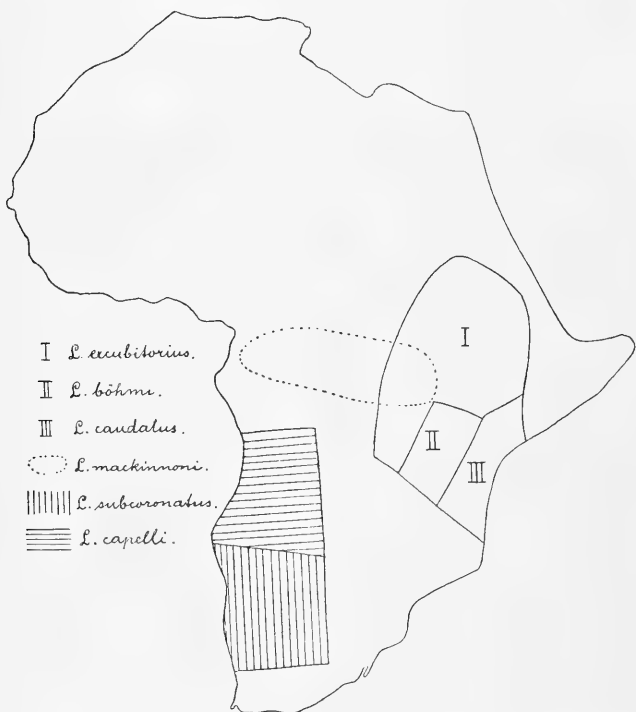 I L. excubitorius.
II L. böhmi.
III L. caudatus.
L. mackinnoni.
L. subcoronatus.
L. capelli.
I
II
III